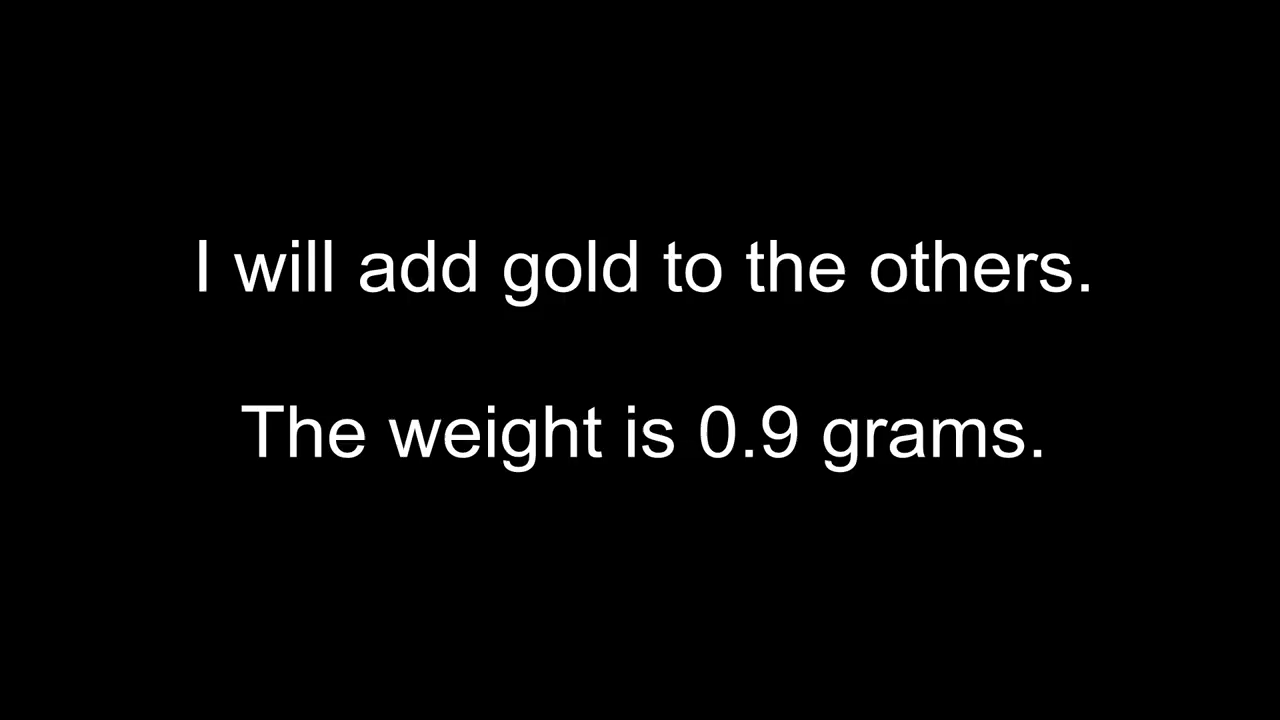 I will add gold to the others.
The weight is 0.9 grams.